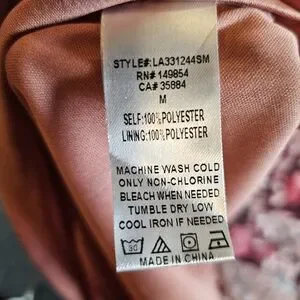 STYLE#:LA331244SM
RN# 149854
CA# 35884
M
SELF:100%POLYESTER
LINING:100%POLYESTER
MACHINE WASH COLD
ONLY NON-CHLORINE
BLEACH WHEN NEEDED
TUMBLE DRY LOW
COOL IRON IF NEEDED
30
MADE IN CHINA